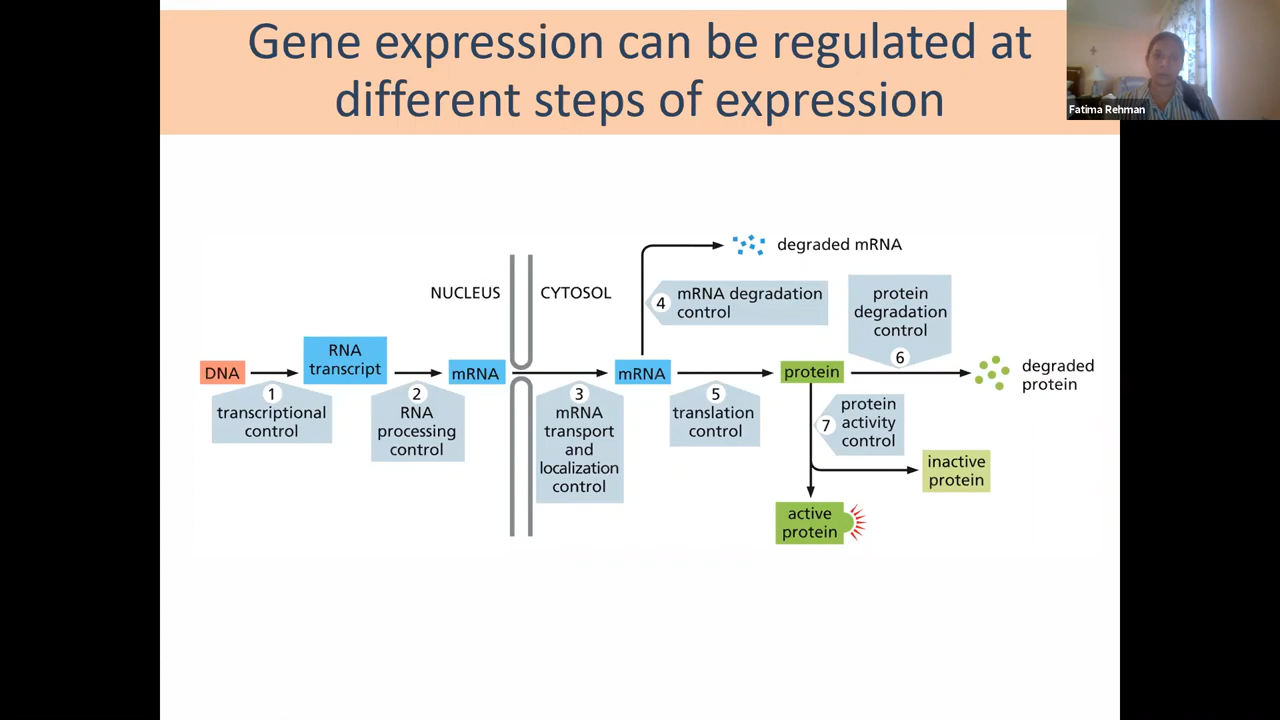 Gene expression can be regulated at
different steps of expression
Fatima Rehman
degraded mRNA
NUCLEUS
CYTOSOL
4
mRNA degradation
control
protein
degradation
control
6
DNA
RNA
transcript
mRNA
mRNA
protein
degraded
protein
1
transcriptional
control
2
RNA
processing
control
3
mRNA
transport
and
localization
control
5
translation
control
7
protein
activity
control
inactive
protein
active
protein